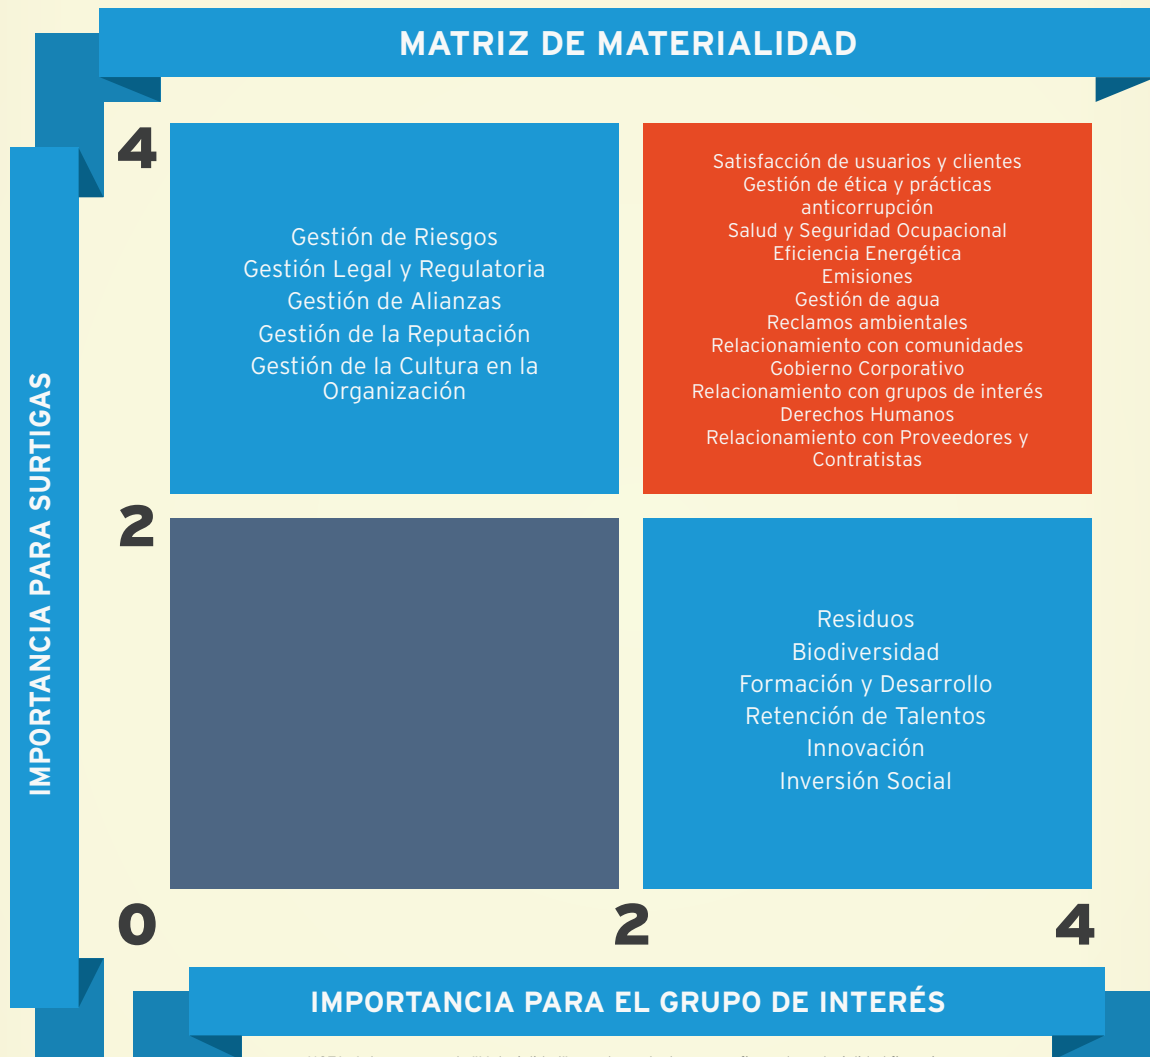 MATRIZ DE MATERIALIDAD
IMPORTANCIA PARA SURTIGAS
4
Gestión de Riesgos
Gestión Legal y Regulatoria
Gestión de Alianzas
Gestión de la Reputación
Gestión de la Cultura en la
Organización
Satisfacción de usuarios y clientes
Gestión de ética y prácticas
anticorrupción
Salud y Seguridad Ocupacional
Eficiencia Energética
Emisiones
Gestión de agua
Reclamos ambientales
Relacionamiento con comunidades
Gobierno Corporativo
Relacionamiento con grupos de interés
Derechos Humanos
Relacionamiento con Proveedores y
Contratistas
2
Residuos
Biodiversidad
Formación y Desarrollo
Retención de Talentos
Innovación
Inversión Social
0
2
4
IMPORTANCIA PARA EL GRUPO DE INTERÉS